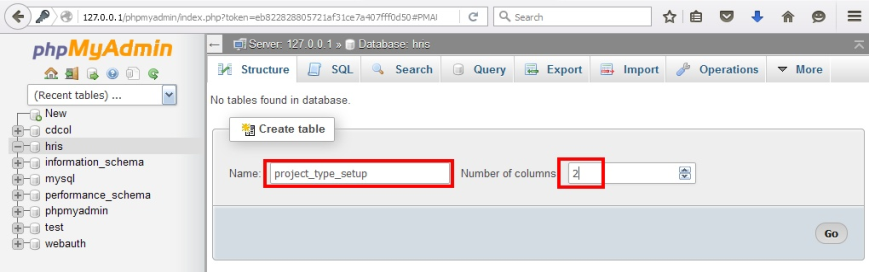 127.0.0.1/phpmyadmin/index.php?token=eb822828805721af31ce7a407fff0d50#PMAI
Search
phpMyAdmin
(Recent tables) ...
New
cdcol
hris
information_schema
mysql
performance_schema
phpmyadmin
test
webauth
Server: 127.0.0.1 » Database: hris
Structure SQL Search Query Export Import Operations More
No tables found in database.
Create table
Name: project_type_setup Number of columns: 2
Go